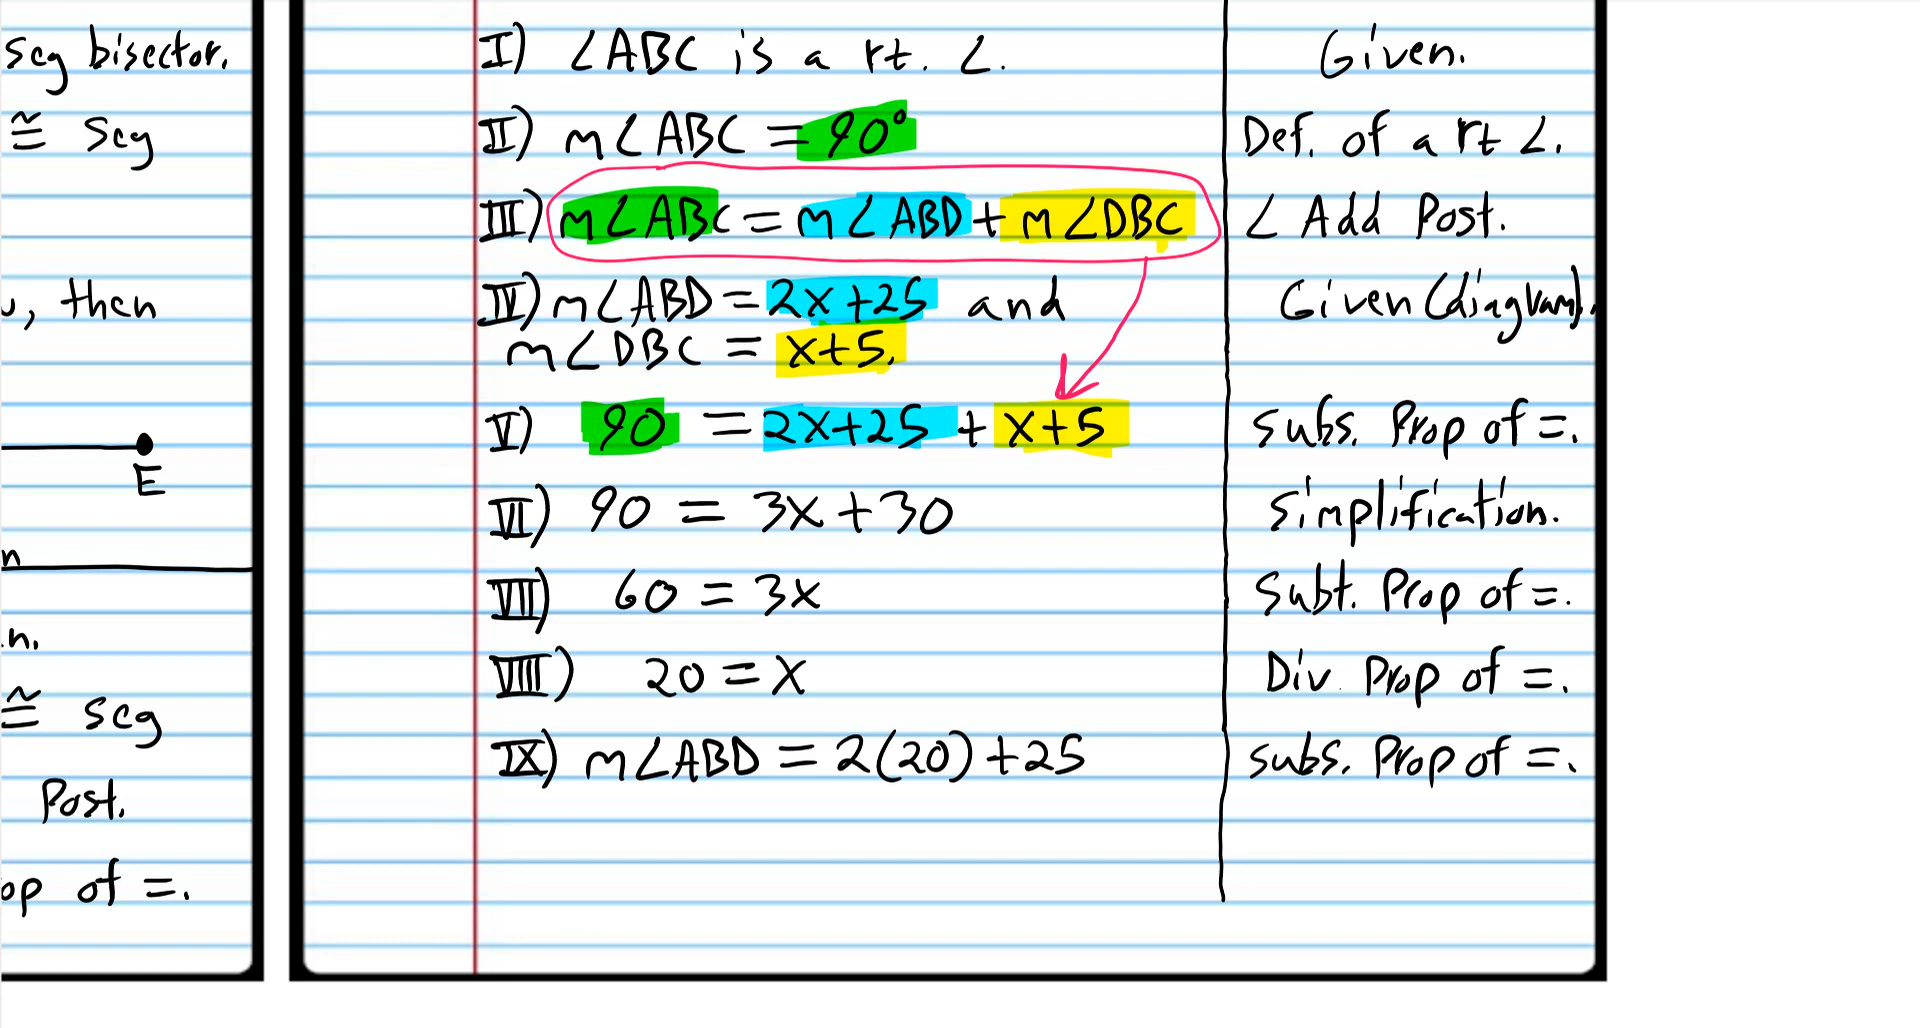 seg bisector.
≅ seg
, then
E
n
n.
≅ seg
Post.
op of =.
I) ∠ABC is a rt. ∠. Given.
II) m∠ABC = 90° Def. of a rt ∠.
III) m∠ABC = m∠ABD + m∠DBC ∠ Add Post.
IV) m∠ABD = 2x+25 and Given (diagram).
m∠DBC = x+5.
V) 90 = 2x+25 + x+5 Subs. Prop of =.
VI) 90 = 3x+30 Simplification.
VII) 60 = 3x Subt. Prop of =.
VIII) 20 = x Div. Prop of =.
IX) m∠ABD = 2(20)+25 Subs. Prop of =.